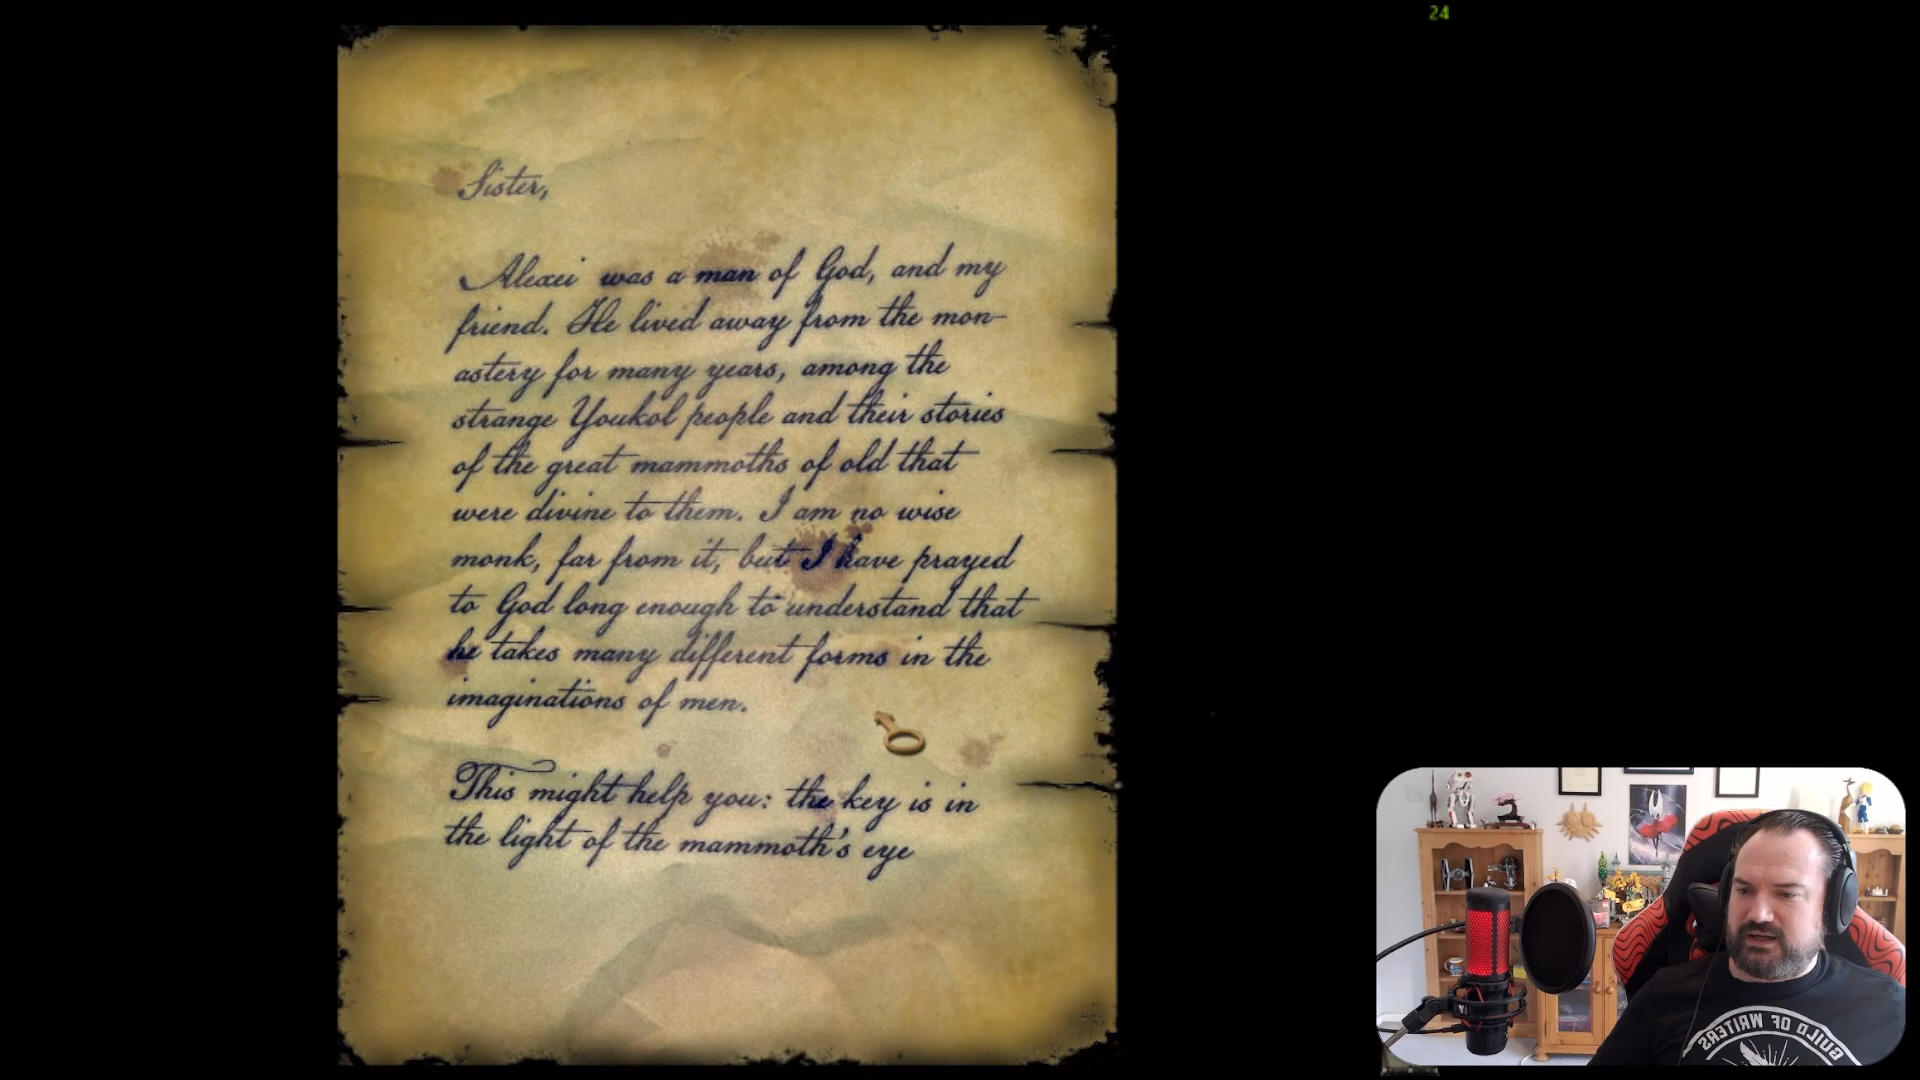 24
Sister,
Alexei was a man of God, and my
friend. He lived away from the mon-
astery for many years, among the
strange Youkol people and their stories
of the great mammoths of old that
were divine to them. I am no wise
monk, far from it, but I have prayed
to God long enough to understand that
he takes many different forms in the
imaginations of men.
This might help you: the key is in
the light of the mammoth's eye
GUILD OF WRITERS